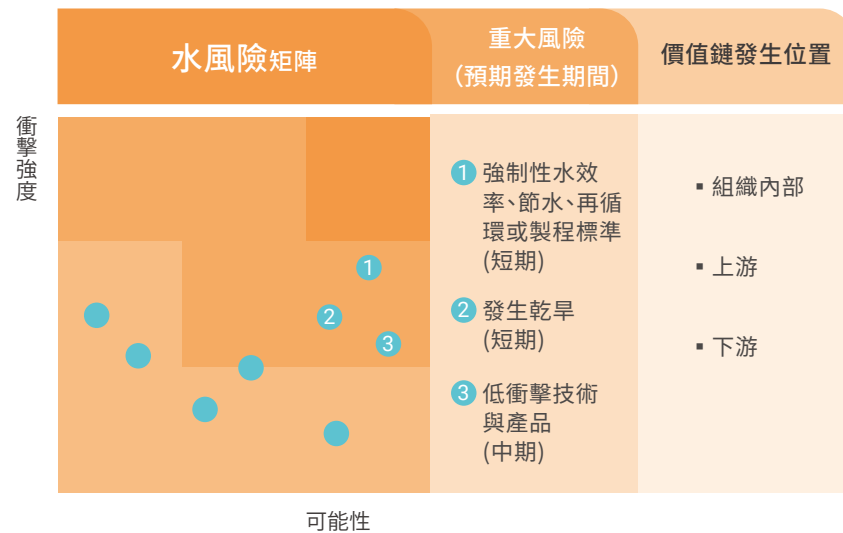 水風險矩陣
重大風險
(預期發生期間)
價值鏈發生位置
衝擊強度
1
2
3
可能性
1 強制性水效
率、節水、再循
環或製程標準
(短期)
2 發生乾旱
(短期)
3 低衝擊技術
與產品
(中期)
▪ 組織內部
▪ 上游
▪ 下游